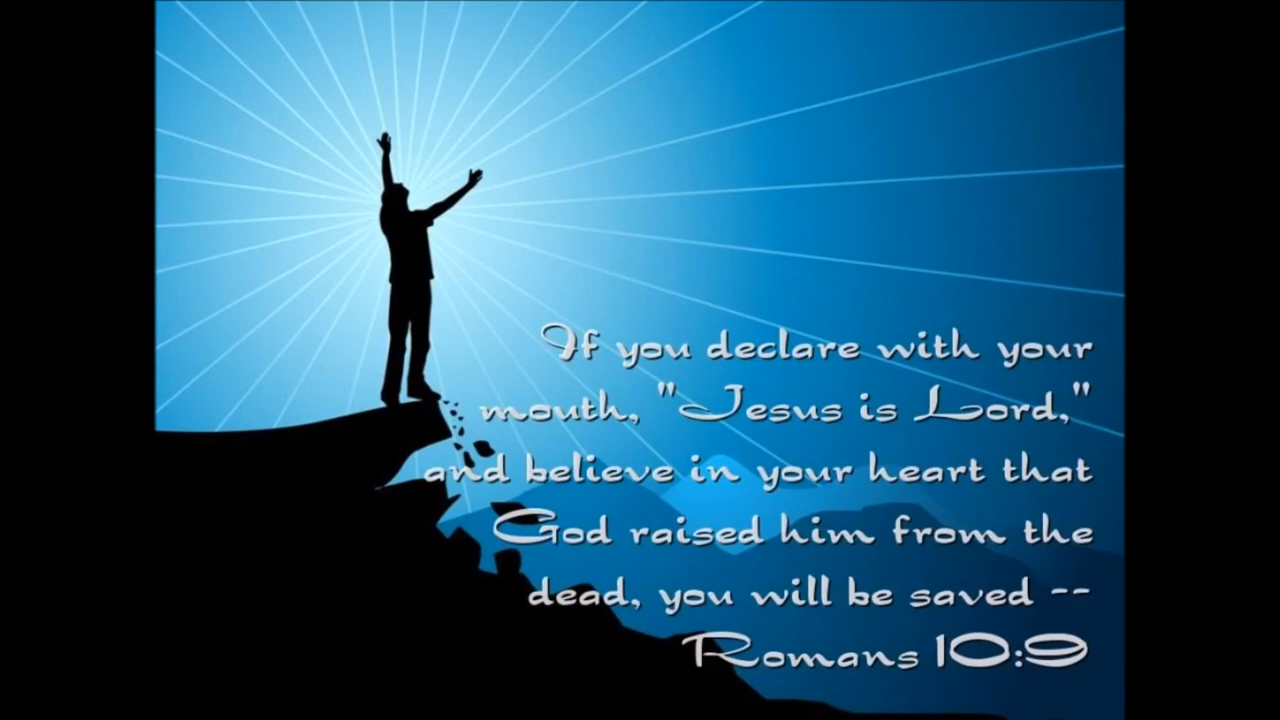 If you declare with your
mouth, "Jesus is Lord,"
and believe in your heart that
God raised him from the
dead, you will be saved --
Romans 10:9